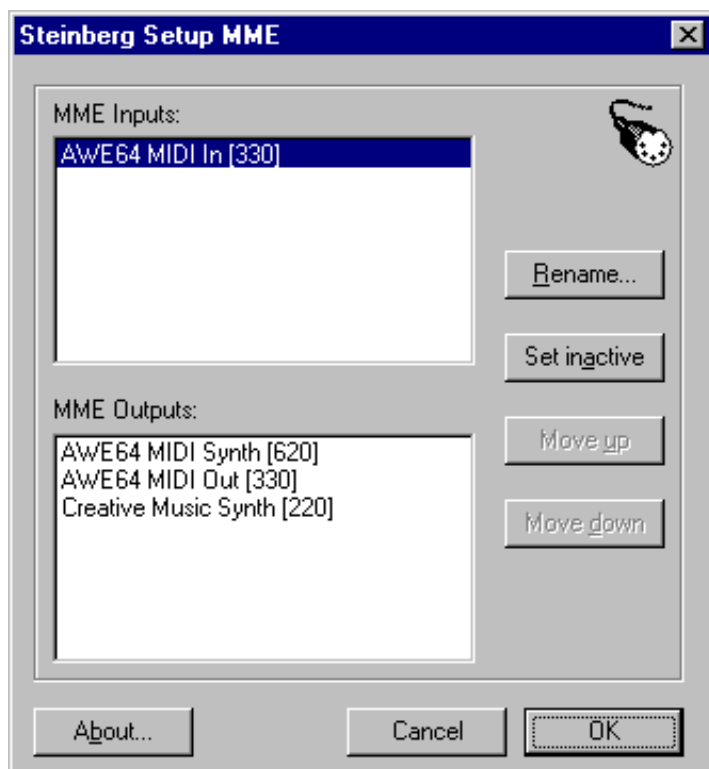 Steinberg Setup MME
MME Inputs:
AWE64 MIDI In [330]
Rename...
Set inactive
MME Outputs:
AWE64 MIDI Synth [620]
AWE64 MIDI Out [330]
Creative Music Synth [220]
Move up
Move down
About...
Cancel
OK